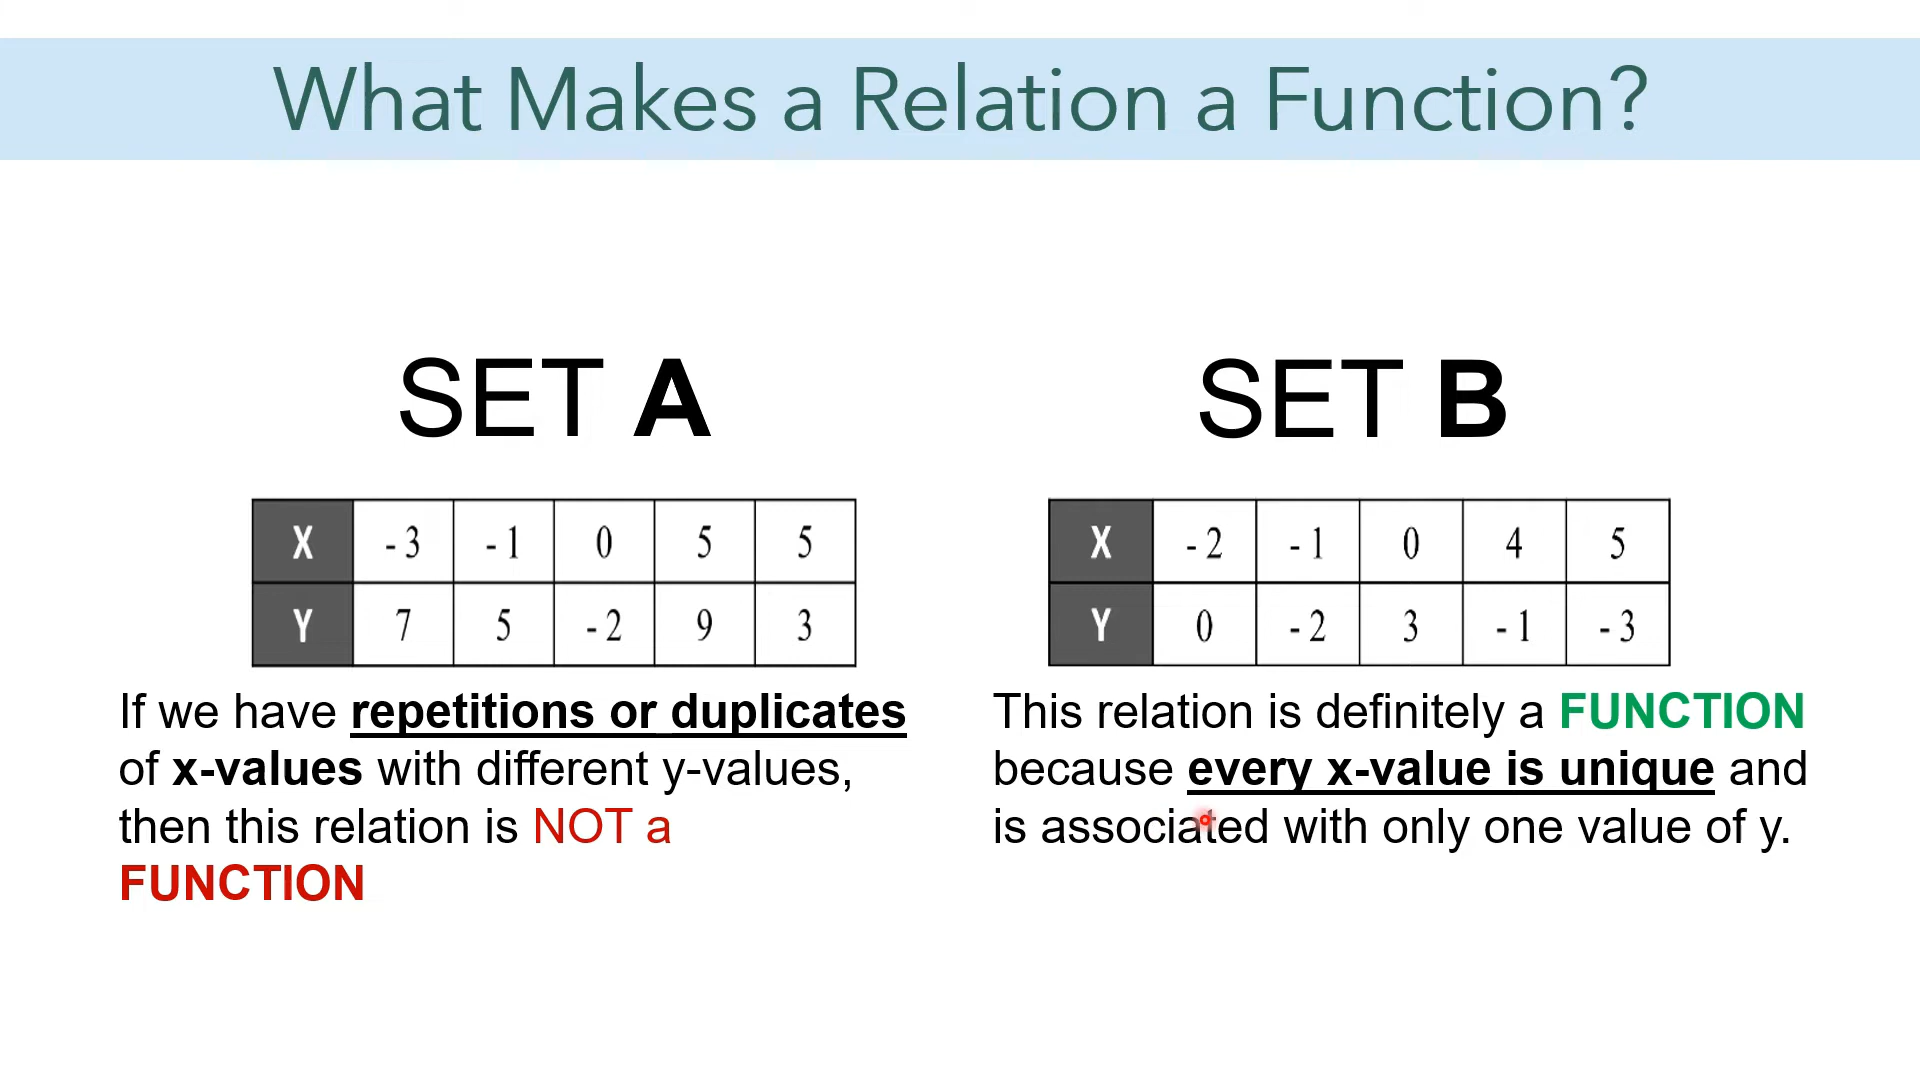 What Makes a Relation a Function?
SET A
X -3 -1 0 5 5
Y 7 5 -2 9 3
If we have repetitions or duplicates
of x-values with different y-values,
then this relation is NOT a
FUNCTION
SET B
X -2 -1 0 4 5
Y 0 -2 3 -1 -3
This relation is definitely a FUNCTION
because every x-value is unique and
is associated with only one value of y.